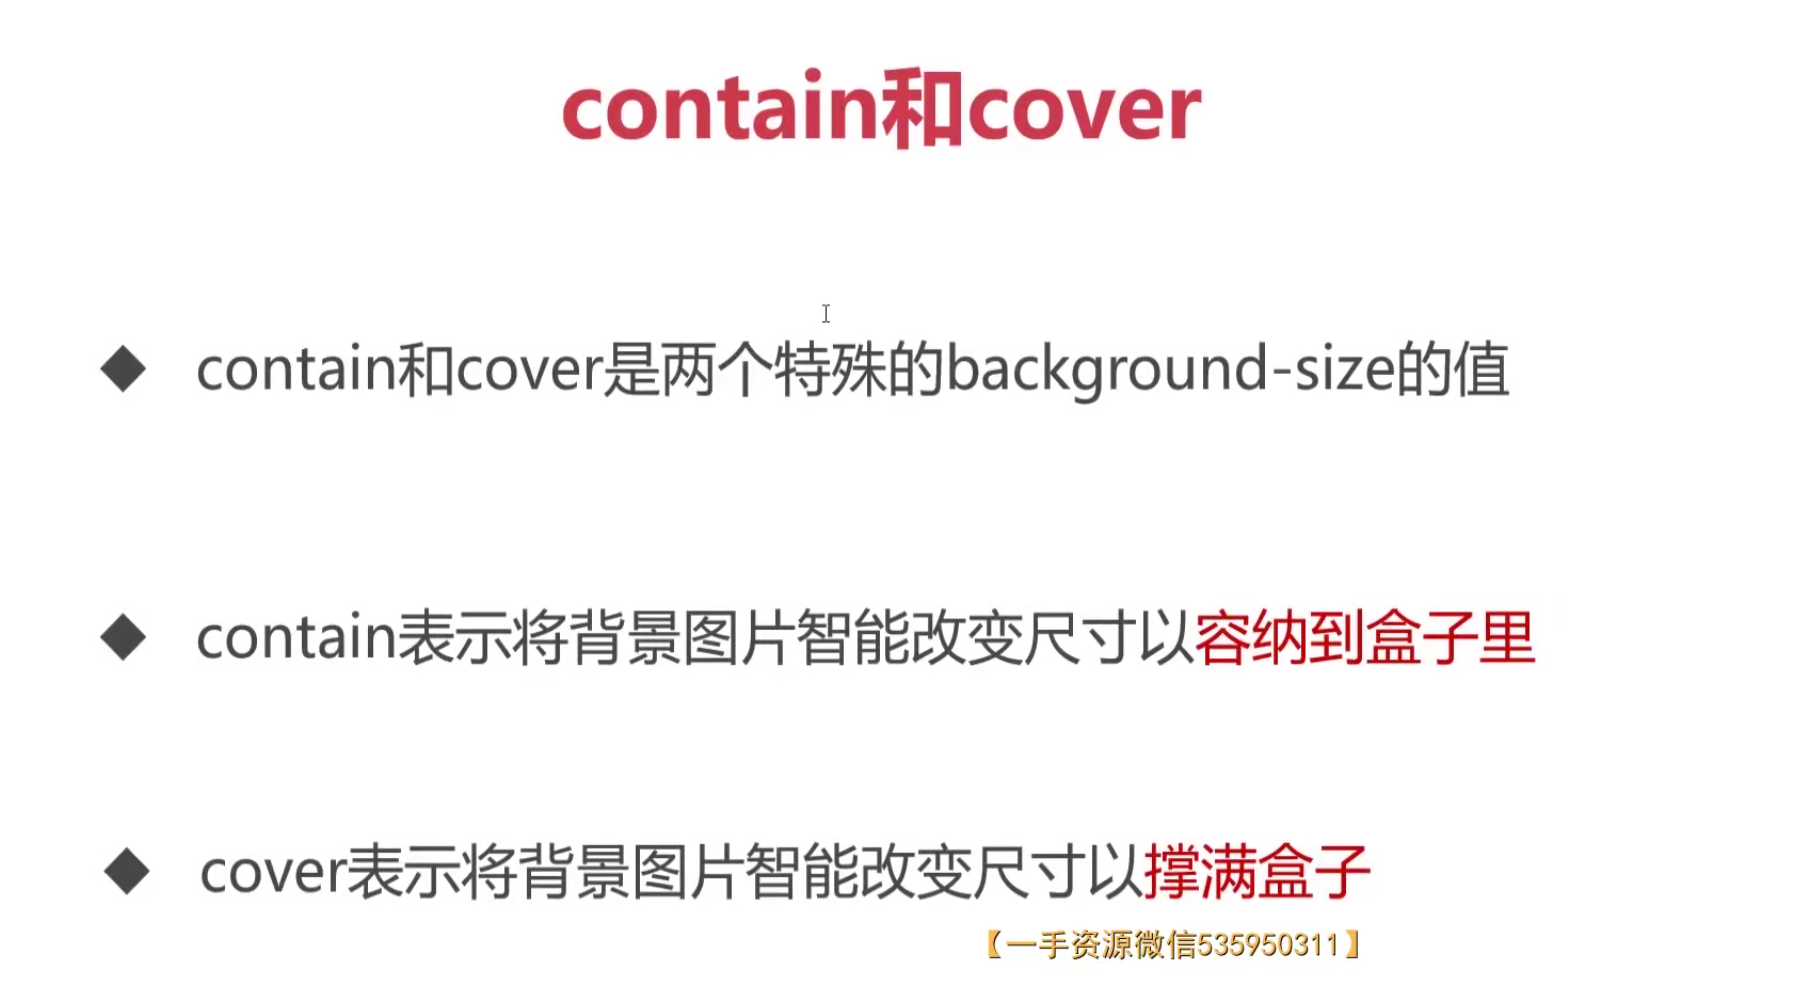 contain和cover
contain和cover是两个特殊的background-size的值
contain表示将背景图片智能改变尺寸以容纳到盒子里
cover表示将背景图片智能改变尺寸以撑满盒子
【一手资源微信535950311】